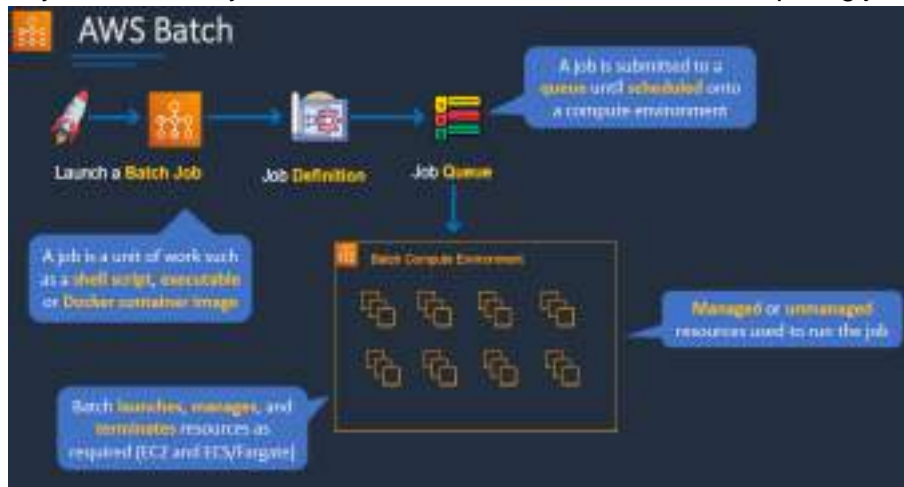 AWS Batch
A job is submitted to a
queue until scheduled onto
a compute environment
Launch a Batch Job
Job Definition
Job Queue
A job is a unit of work such
as a shell script, executable
or Docker container image
Batch Compute Environment
Managed or unmanaged
resources used to run the job
Batch launches, manages, and
terminates resources as
required (EC2 and ECS/Fargate)